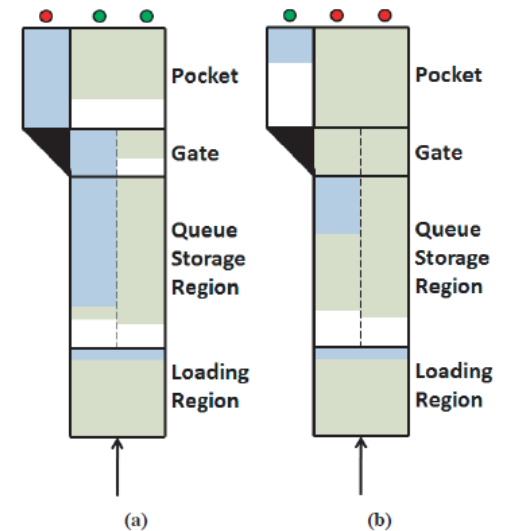 Pocket
Gate
Queue
Storage
Region
Loading
Region
(a)
Pocket
Gate
Queue
Storage
Region
Loading
Region
(b)